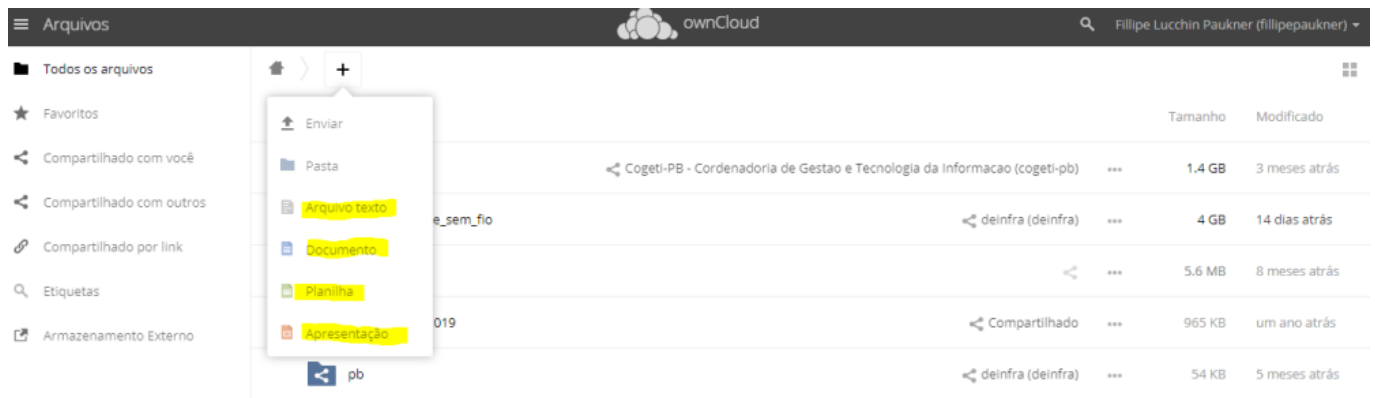 Arquivos ownCloud Fillipe Lucchin Paukner (fillipepaukner)
Todos os arquivos +
Favoritos Enviar Tamanho Modificado
Compartilhado com você Pasta Cogeti-PB - Cordenadoria de Gestao e Tecnologia da Informacao (cogeti-pb) ... 1.4 GB 3 meses atrás
Compartilhado com outros Arquivo texto e_sem_fio deinfra (deinfra) ... 4 GB 14 dias atrás
Compartilhado por link Documento ... 5.6 MB 8 meses atrás
Etiquetas Planilha
Armazenamento Externo Apresentação 019 Compartilhado ... 965 KB um ano atrás
pb deinfra (deinfra) ... 54 KB 5 meses atrás